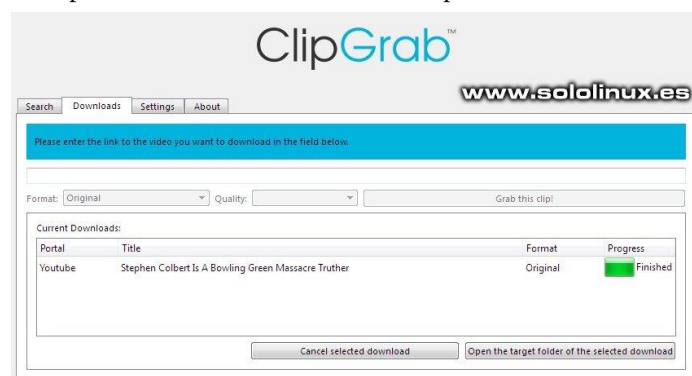 ClipGrab™
www.sololinux.es
Search Downloads Settings About
Please enter the link to the video you want to download in the field below.
Format: Original Quality: Grab this clip!
Current Downloads:
Portal Title Format Progress
Youtube Stephen Colbert Is A Bowling Green Massacre Truther Original Finished
Cancel selected download Open the target folder of the selected download